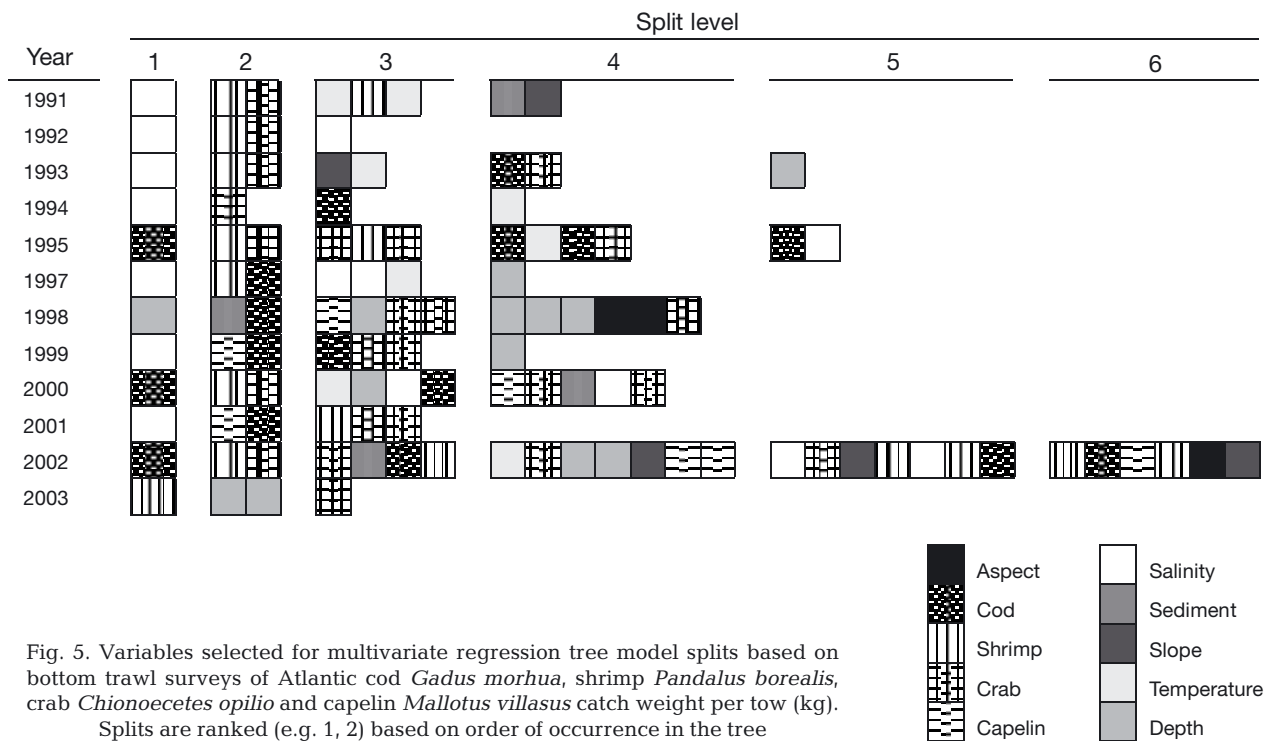 Split level
Year 1 2 3 4 5 6
1991
1992
1993
1994
1995
1997
1998
1999
2000
2001
2002
2003
Aspect
Cod
Shrimp
Crab
Capelin
Salinity
Sediment
Slope
Temperature
Depth
Fig. 5. Variables selected for multivariate regression tree model splits based on
bottom trawl surveys of Atlantic cod Gadus morhua, shrimp Pandalus borealis,
crab Chionoecetes opilio and capelin Mallotus villasus catch weight per tow (kg).
Splits are ranked (e.g. 1, 2) based on order of occurrence in the tree